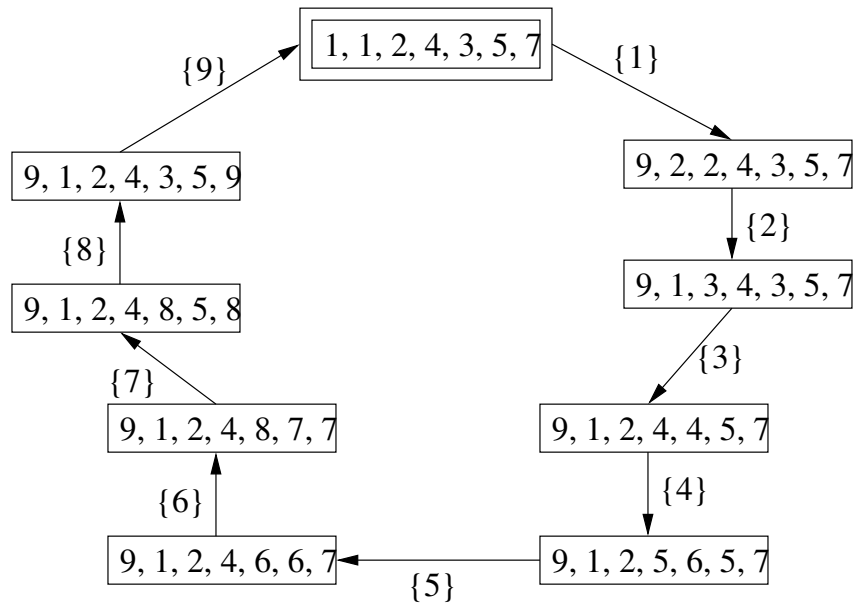 1, 1, 2, 4, 3, 5, 7
{9}
{1}
9, 1, 2, 4, 3, 5, 9
9, 2, 2, 4, 3, 5, 7
{8}
{2}
9, 1, 2, 4, 8, 5, 8
9, 1, 3, 4, 3, 5, 7
{7}
{3}
9, 1, 2, 4, 8, 7, 7
9, 1, 2, 4, 4, 5, 7
{6}
{4}
9, 1, 2, 4, 6, 6, 7
{5}
9, 1, 2, 5, 6, 5, 7